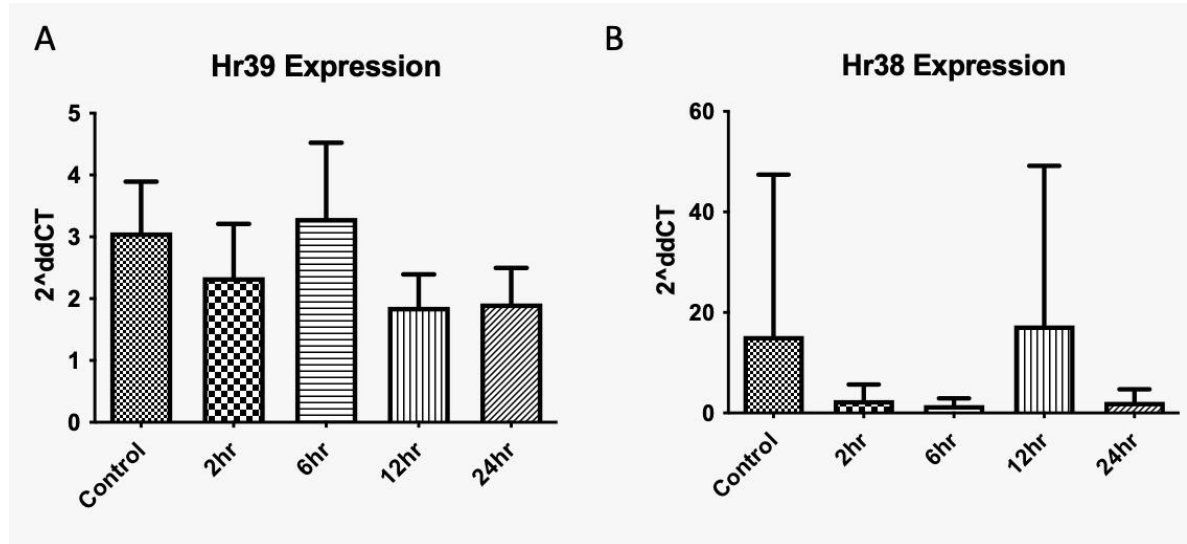 A
Hr39 Expression
2^ddCT
5
4
3
2
1
0
Control
2hr
6hr
12hr
24hr
B
Hr38 Expression
2^ddCT
60
40
20
0
Control
2hr
6hr
12hr
24hr